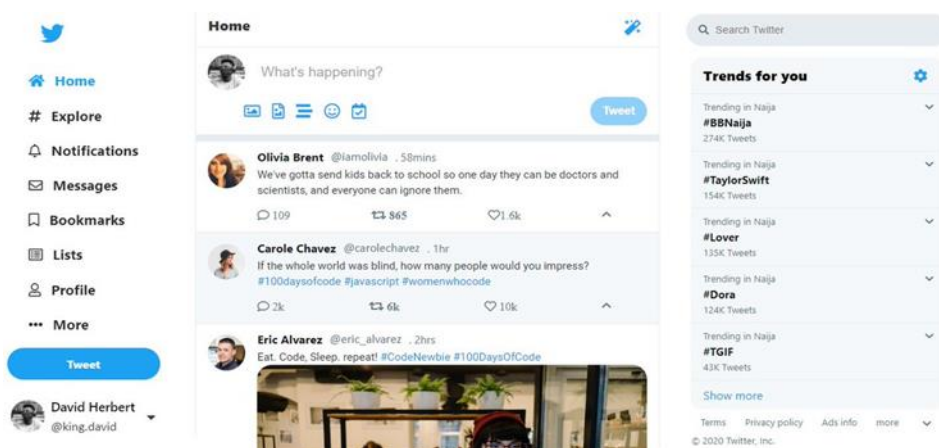 Home
Explore
Notifications
Messages
Bookmarks
Lists
Profile
More
Tweet
David Herbert
@king.david
Home
What's happening?
Tweet
Olivia Brent @iamolivia . 58mins
We've gotta send kids back to school so one day they can be doctors and
scientists, and everyone can ignore them.
109 865 1.6k
Carole Chavez @carolechavez . 1hr
If the whole world was blind, how many people would you impress?
#100daysofcode #javascript #womenwhocode
2k 6k 10k
Eric Alvarez @eric_alvarez . 2hrs
Eat. Code, Sleep. repeat! #CodeNewbie #100DaysOfCode
Search Twitter
Trends for you
Trending in Naija
#BBNaija
274K Tweets
Trending in Naija
#TaylorSwift
154K Tweets
Trending in Naija
#Lover
135K Tweets
Trending in Naija
#Dora
124K Tweets
Trending in Naija
#TGIF
43K Tweets
Show more
Terms Privacy policy Ads info more
© 2020 Twitter, Inc.